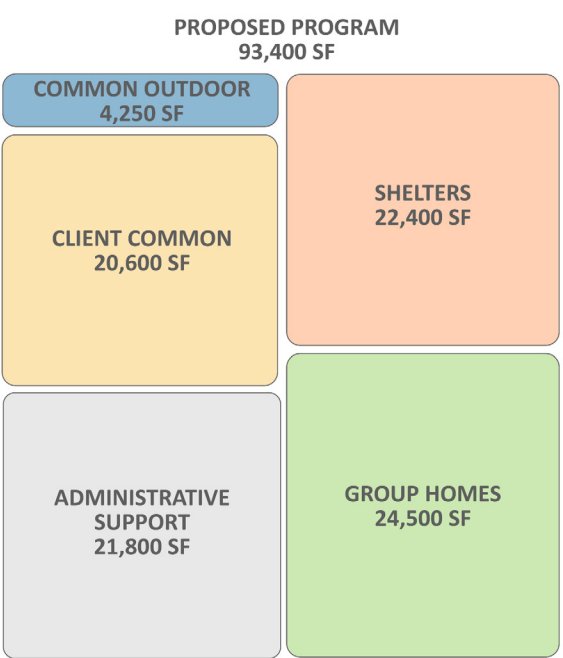 PROPOSED PROGRAM
93,400 SF
COMMON OUTDOOR
4,250 SF
CLIENT COMMON
20,600 SF
ADMINISTRATIVE
SUPPORT
21,800 SF
SHELTERS
22,400 SF
GROUP HOMES
24,500 SF